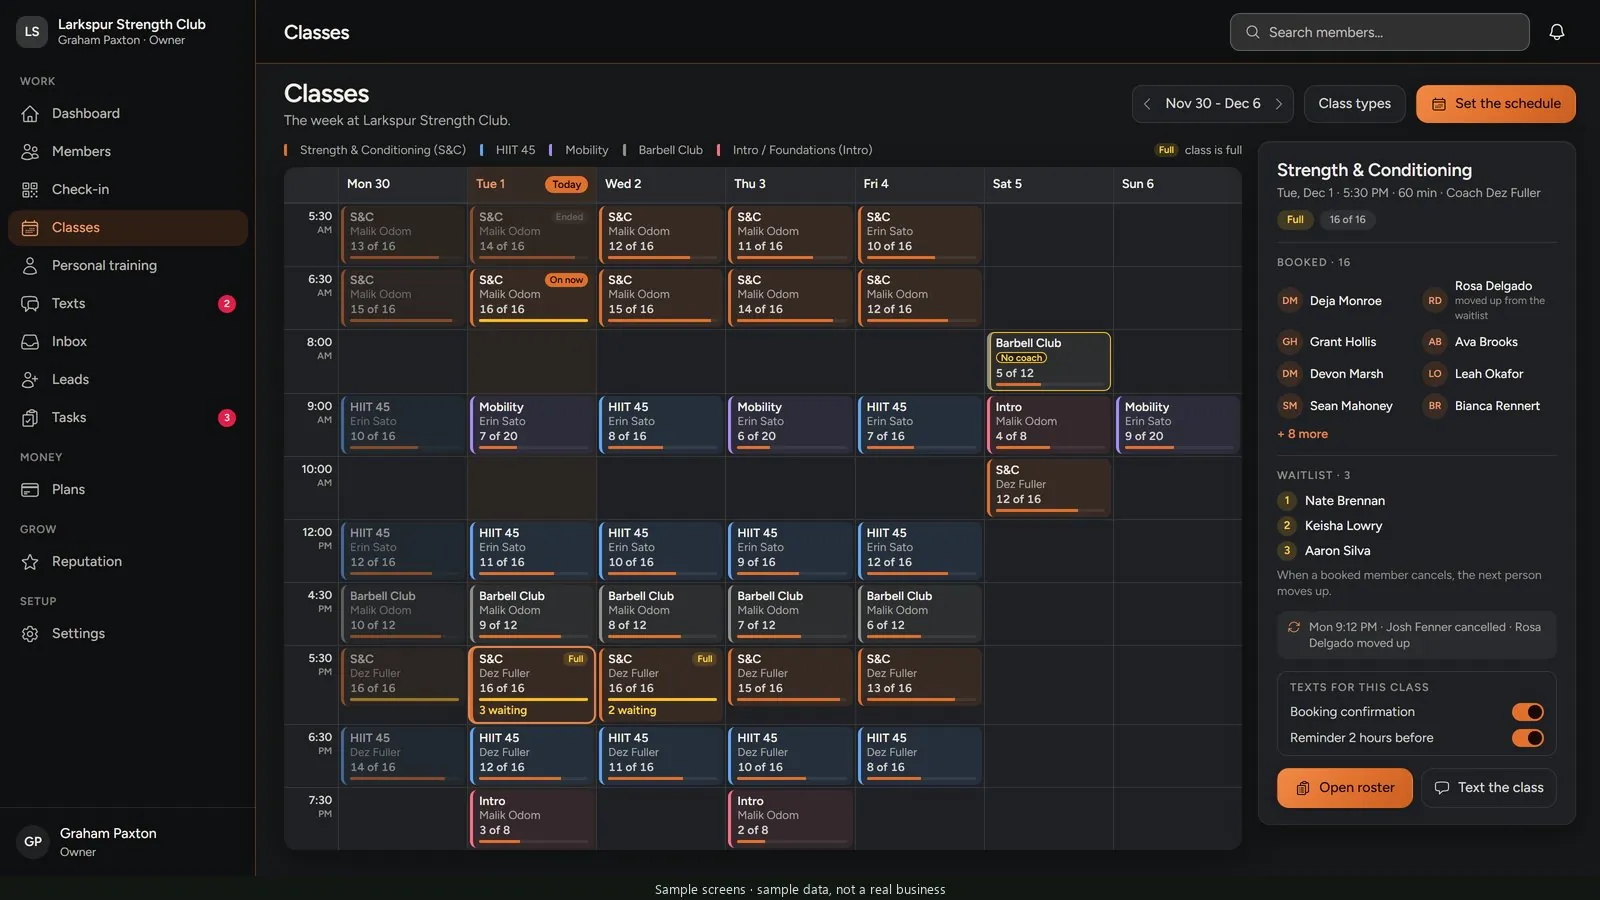 LS
Larkspur Strength Club
Graham Paxton · Owner
WORK
Dashboard
Members
Check-in
Classes
Personal training
Texts 2
Inbox
Leads
Tasks 3
MONEY
Plans
GROW
Reputation
SETUP
Settings
GP
Graham Paxton
Owner
Classes
Search members...
Classes
The week at Larkspur Strength Club.
Nov 30 - Dec 6
Class types
Set the schedule
Strength & Conditioning (S&C) HIIT 45 Mobility Barbell Club Intro / Foundations (Intro)
Full class is full
Mon 30 Tue 1 Today Wed 2 Thu 3 Fri 4 Sat 5 Sun 6
5:30 AM
S&C
Malik Odom
13 of 16
S&C Ended
Malik Odom
14 of 16
S&C
Malik Odom
12 of 16
S&C
Malik Odom
11 of 16
S&C
Erin Sato
10 of 16
6:30 AM
S&C
Malik Odom
15 of 16
S&C On now
Malik Odom
16 of 16
S&C
Malik Odom
15 of 16
S&C
Malik Odom
14 of 16
S&C
Malik Odom
12 of 16
8:00 AM
Barbell Club
No coach
5 of 12
9:00 AM
HIIT 45
Erin Sato
10 of 16
Mobility
Erin Sato
7 of 20
HIIT 45
Erin Sato
8 of 16
Mobility
Erin Sato
6 of 20
HIIT 45
Erin Sato
7 of 16
Intro
Malik Odom
4 of 8
Mobility
Erin Sato
9 of 20
10:00 AM
S&C
Dez Fuller
12 of 16
12:00 PM
HIIT 45
Erin Sato
12 of 16
HIIT 45
Erin Sato
11 of 16
HIIT 45
Erin Sato
10 of 16
HIIT 45
Erin Sato
9 of 16
HIIT 45
Erin Sato
12 of 16
4:30 PM
Barbell Club
Malik Odom
10 of 12
Barbell Club
Malik Odom
9 of 12
Barbell Club
Malik Odom
8 of 12
Barbell Club
Malik Odom
7 of 12
Barbell Club
Malik Odom
6 of 12
5:30 PM
S&C
Dez Fuller
16 of 16
S&C Full
Dez Fuller
16 of 16
3 waiting
S&C Full
Dez Fuller
16 of 16
2 waiting
S&C
Dez Fuller
15 of 16
S&C
Dez Fuller
13 of 16
6:30 PM
HIIT 45
Dez Fuller
14 of 16
HIIT 45
Dez Fuller
12 of 16
HIIT 45
Dez Fuller
11 of 16
HIIT 45
Dez Fuller
10 of 16
HIIT 45
Dez Fuller
8 of 16
7:30 PM
Intro
Malik Odom
3 of 8
Intro
Malik Odom
2 of 8
Strength & Conditioning
Tue, Dec 1 · 5:30 PM · 60 min · Coach Dez Fuller
Full 16 of 16
BOOKED · 16
DM Deja Monroe
RD Rosa Delgado
moved up from the
waitlist
GH Grant Hollis
AB Ava Brooks
DM Devon Marsh
LO Leah Okafor
SM Sean Mahoney
BR Bianca Rennert
+ 8 more
WAITLIST · 3
1 Nate Brennan
2 Keisha Lowry
3 Aaron Silva
When a booked member cancels, the next person
moves up.
Mon 9:12 PM · Josh Fenner cancelled · Rosa
Delgado moved up
TEXTS FOR THIS CLASS
Booking confirmation
Reminder 2 hours before
Open roster
Text the class
Sample screens · sample data, not a real business